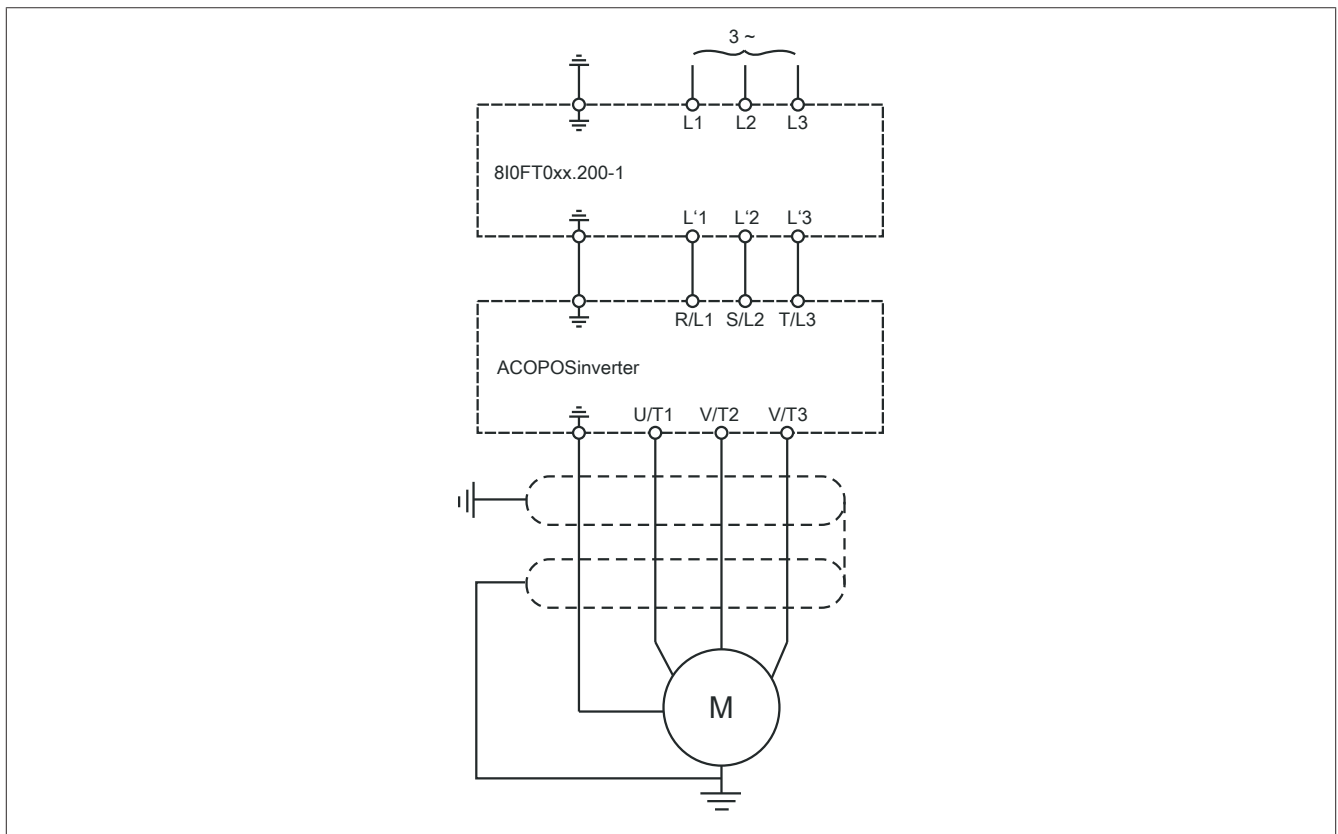 3 ~
L1 L2 L3
8I0FT0xx.200-1
L‘1 L‘2 L‘3
R/L1 S/L2 T/L3
ACOPOSinverter
U/T1 V/T2 V/T3
M